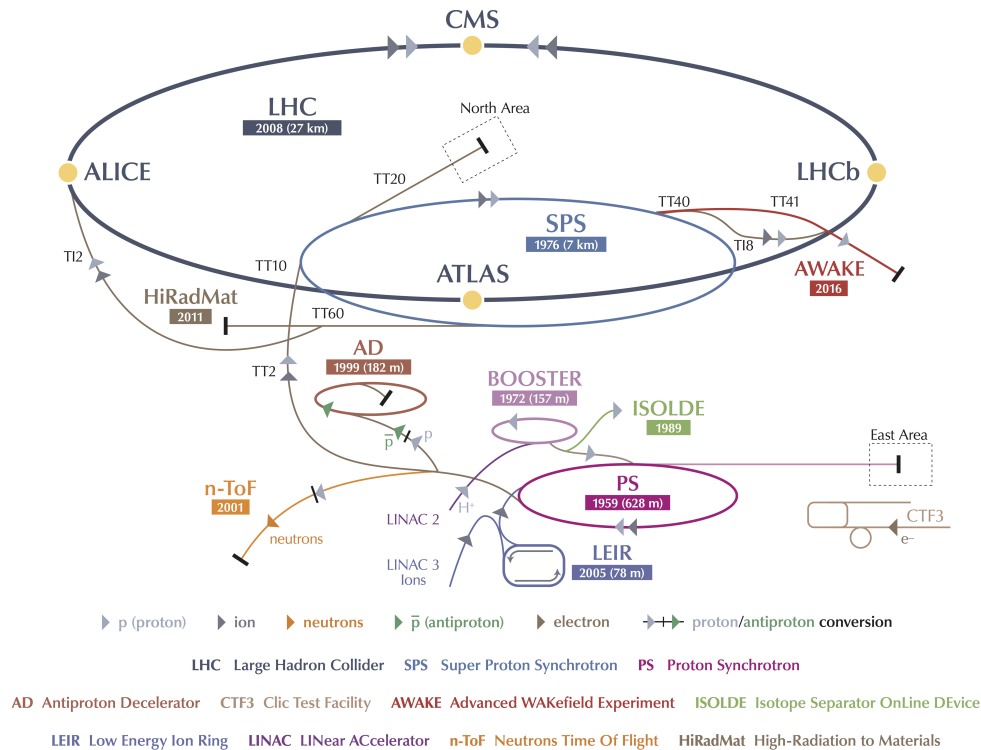 CMS
LHC
2008 (27 km)
North Area
ALICE
TT20
LHCb
TT40
TT41
SPS
1976 (7 km)
TI8
TI2
TT10
ATLAS
AWAKE
2016
HiRadMat
2011
TT60
AD
1999 (182 m)
TT2
BOOSTER
1972 (157 m)
ISOLDE
1989
p̅
p
East Area
n-ToF
2001
PS
1959 (628 m)
H⁺
LINAC 2
neutrons
CTF3
e⁻
LEIR
2005 (78 m)
LINAC 3
Ions
p (proton) ion neutrons p̅ (antiproton) electron proton/antiproton conversion
LHC Large Hadron Collider SPS Super Proton Synchrotron PS Proton Synchrotron
AD Antiproton Decelerator CTF3 Clic Test Facility AWAKE Advanced WAKefield Experiment ISOLDE Isotope Separator OnLine DEvice
LEIR Low Energy Ion Ring LINAC LINear ACcelerator n-ToF Neutrons Time Of Flight HiRadMat High-Radiation to Materials